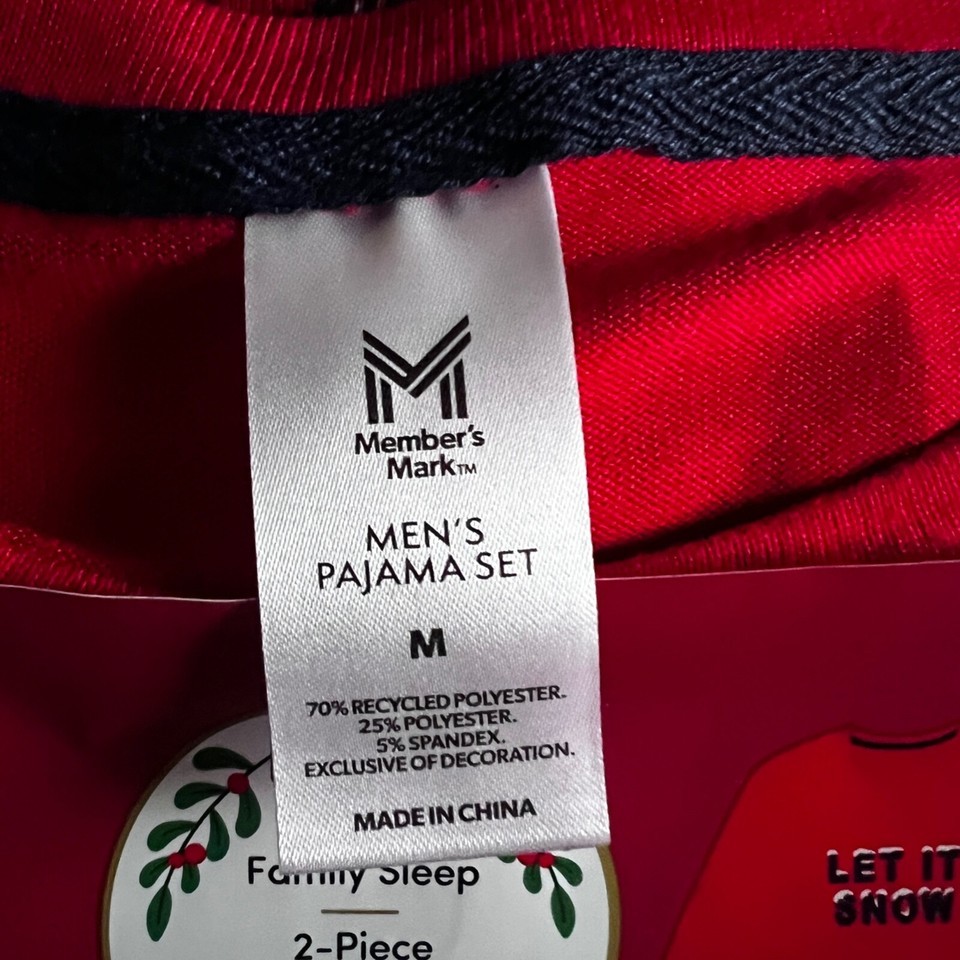 Member's
Mark™
MEN'S
PAJAMA SET
M
70% RECYCLED POLYESTER.
25% POLYESTER.
5% SPANDEX.
EXCLUSIVE OF DECORATION.
MADE IN CHINA
Family Sleep
2-Piece
LET IT
SNOW